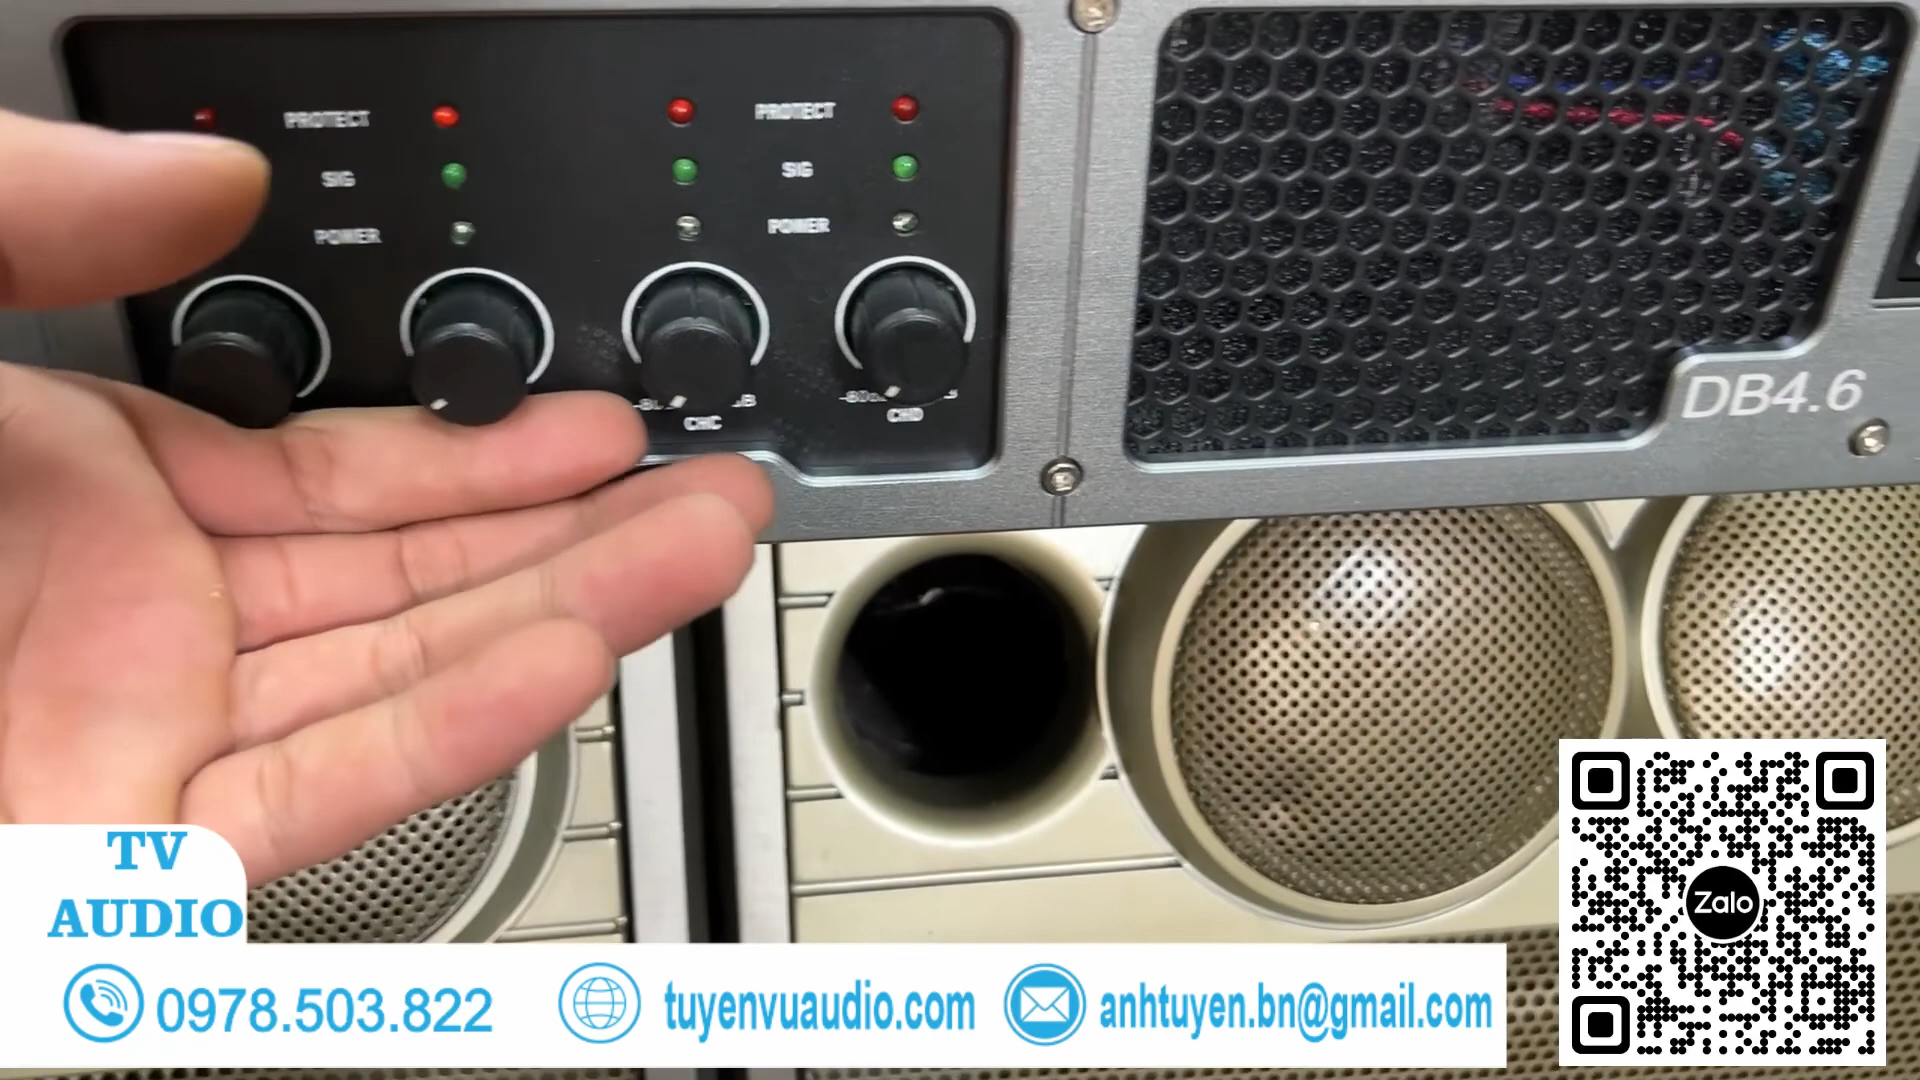 PROTECT
PROTECT
SIG
SIG
POWER
POWER
CHC
-80d
CHD
DB4.6
TV
AUDIO
Zalo
0978.503.822
tuyenvuaudio.com
anhtuyen.bn@gmail.com